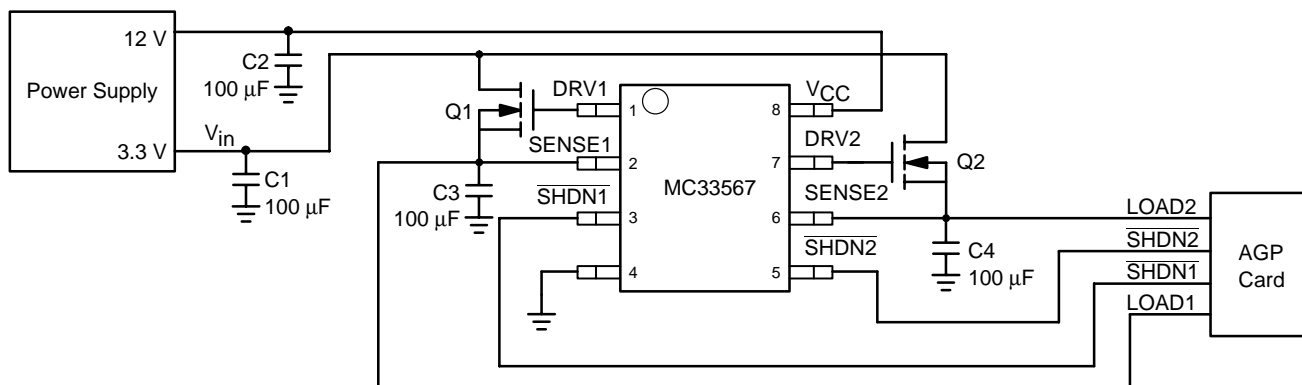 12 V
Power Supply
3.3 V
Vin
C2
100 µF
C1
100 µF
Q1
DRV1
SENSE1
C3
100 µF
SHDN1
1
2
3
4
MC33567
8
7
6
5
VCC
DRV2
Q2
SENSE2
SHDN2
C4
100 µF
LOAD2
SHDN2
SHDN1
LOAD1
AGP
Card